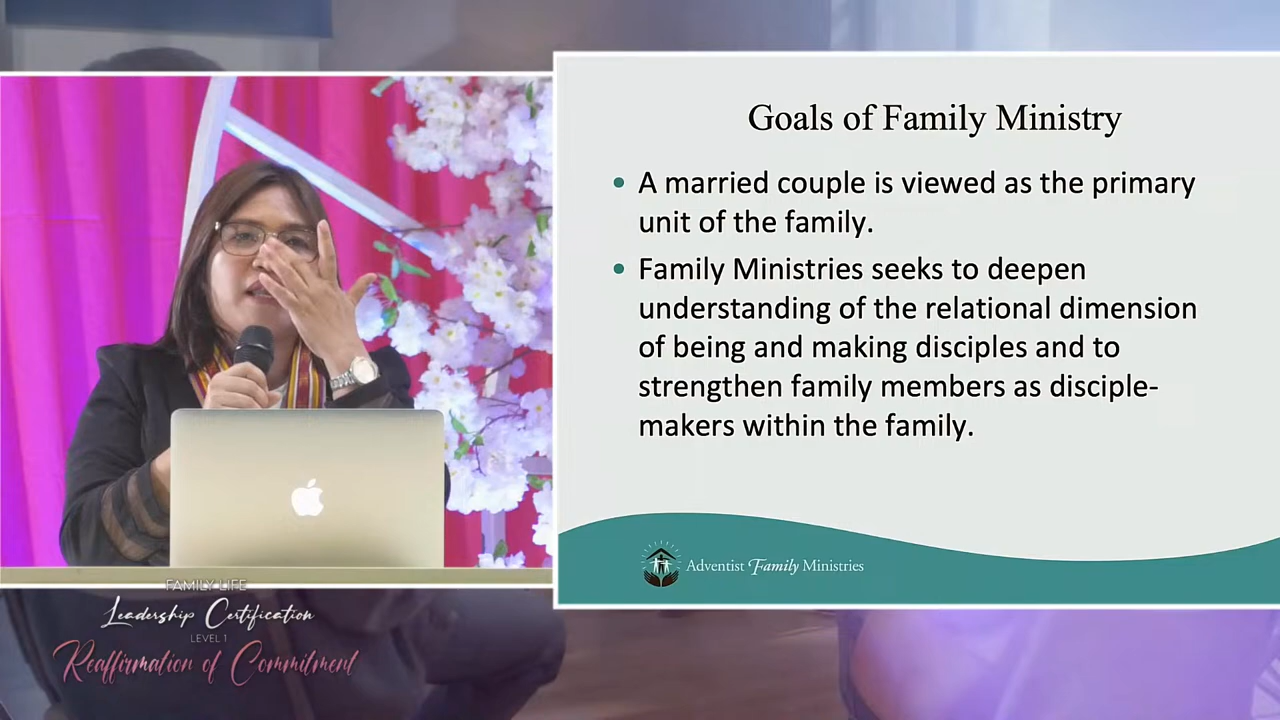 Goals of Family Ministry
• A married couple is viewed as the primary
unit of the family.
• Family Ministries seeks to deepen
understanding of the relational dimension
of being and making disciples and to
strengthen family members as disciple-
makers within the family.
Adventist Family Ministries
FAMILY LIFE
Leadership Certification
LEVEL 1
Reaffirmation of Commitment